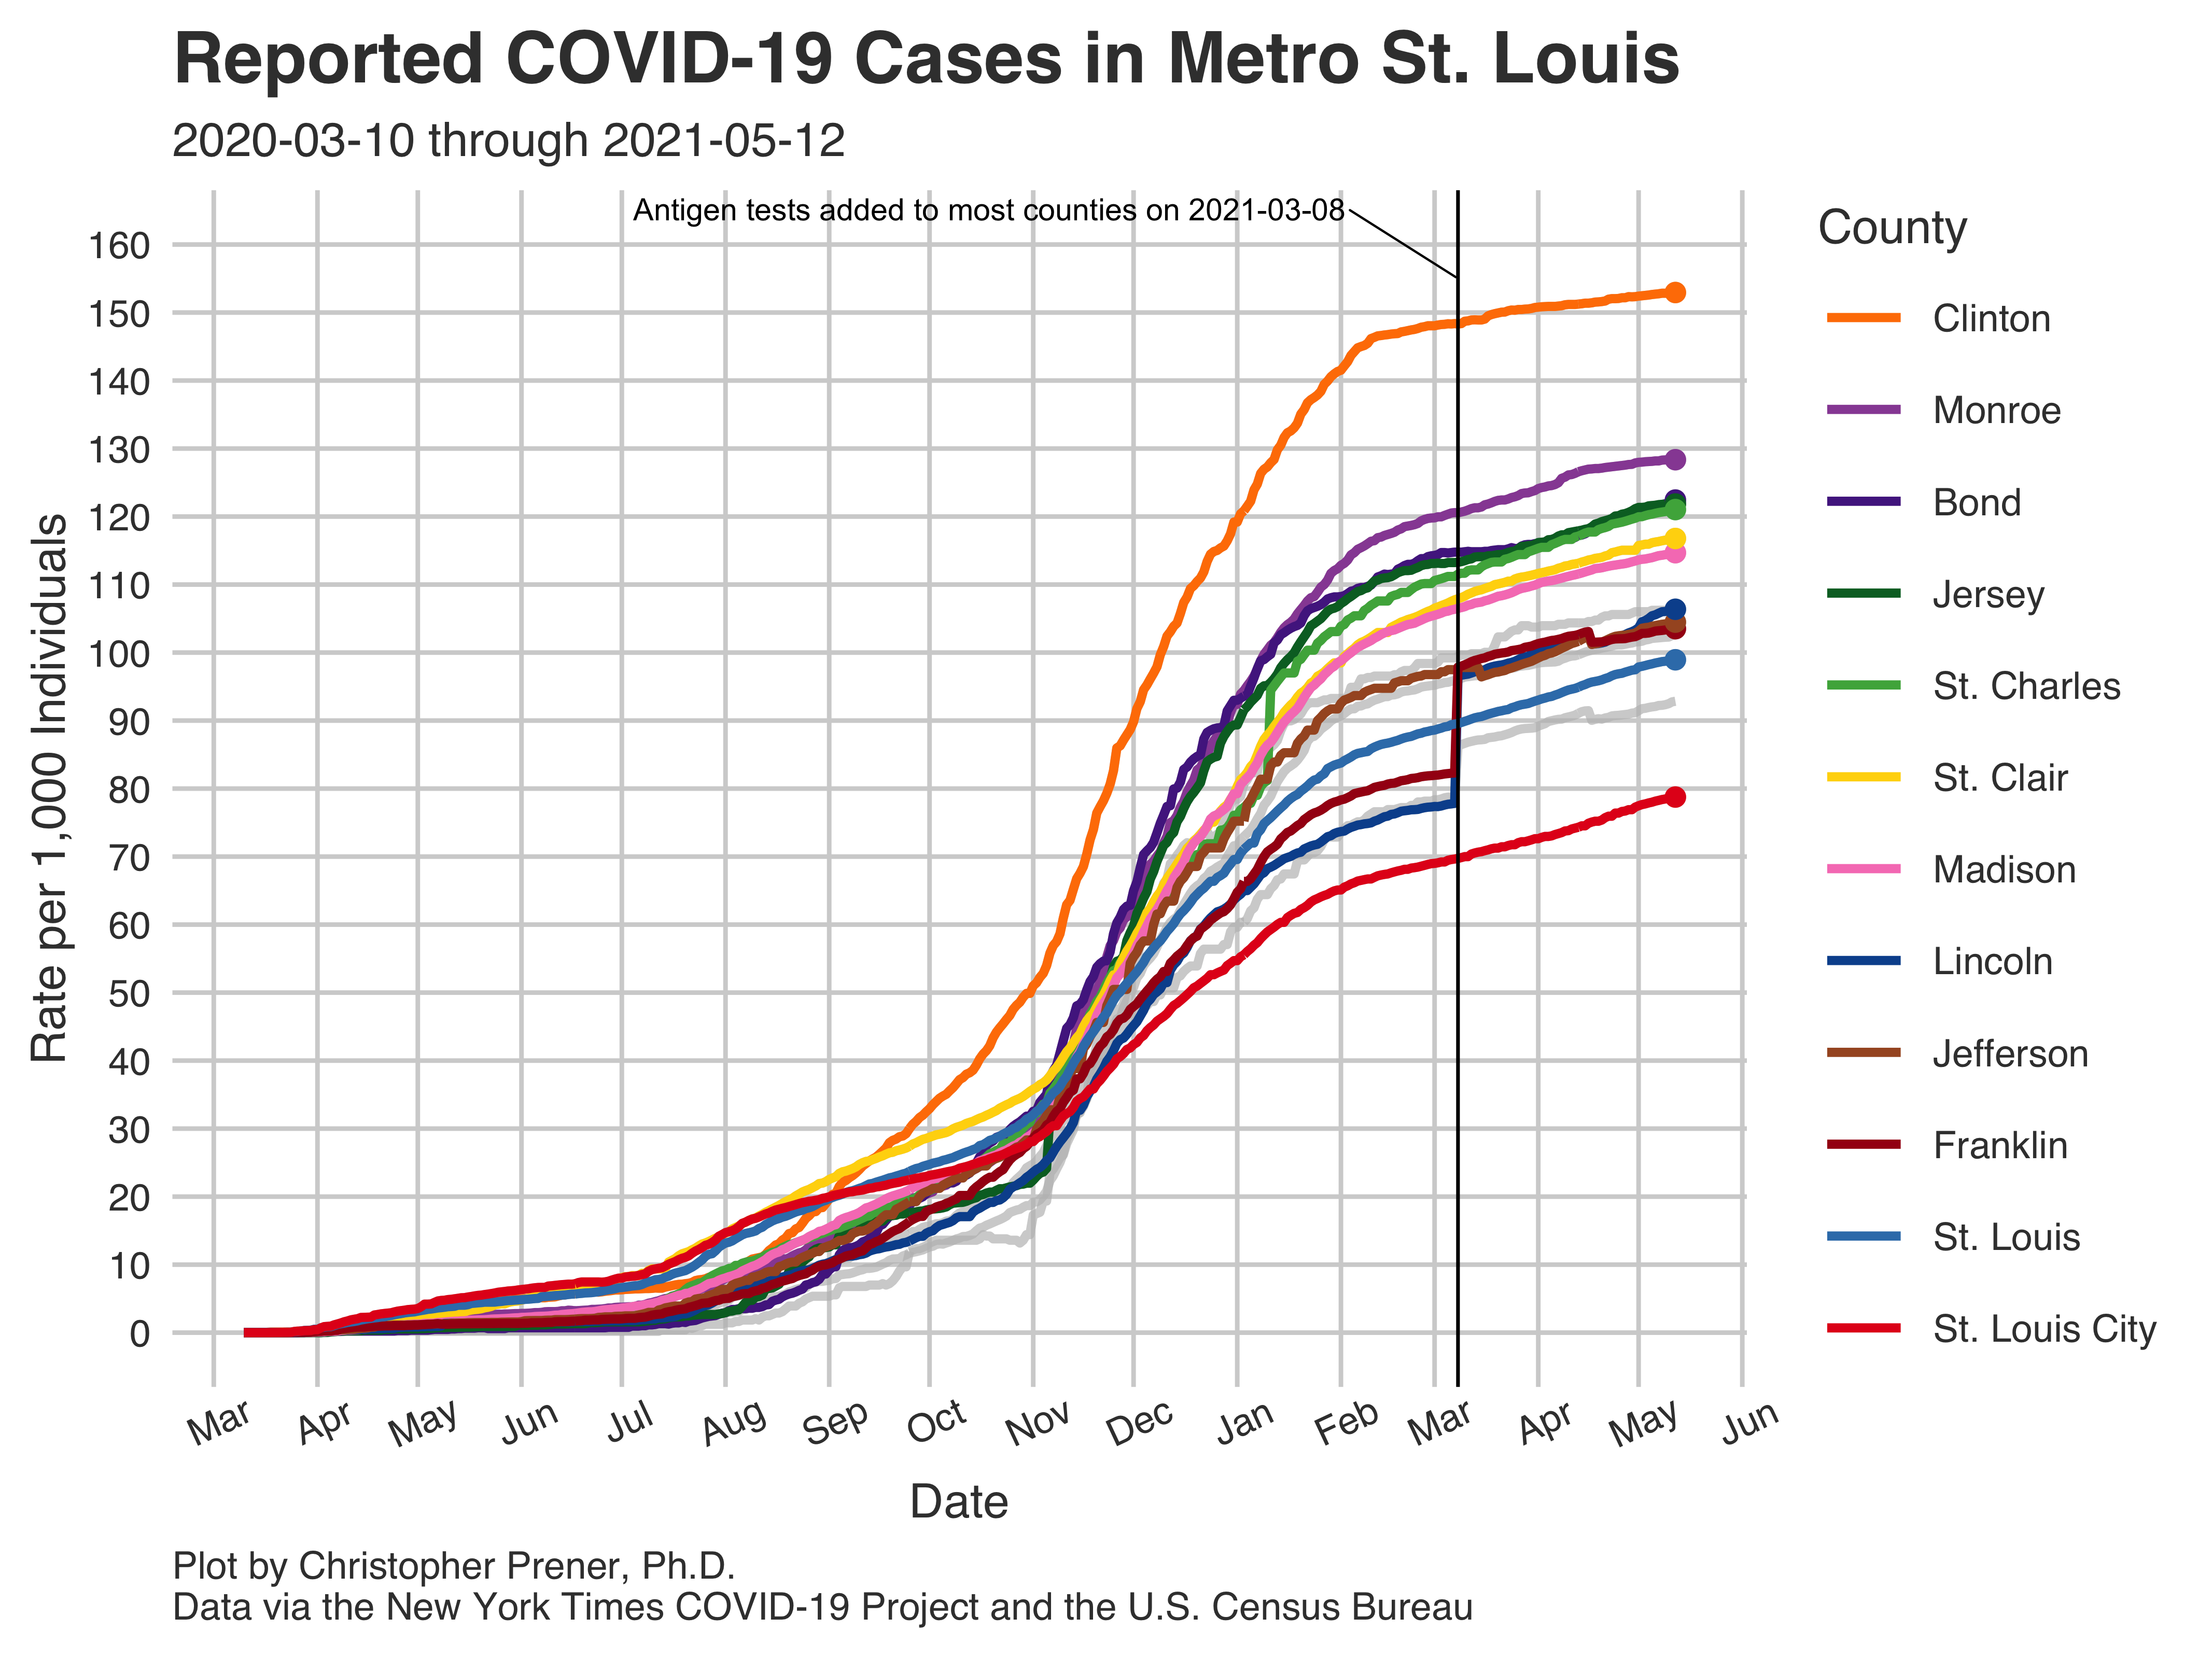 Reported COVID-19 Cases in Metro St. Louis
2020-03-10 through 2021-05-12
Antigen tests added to most counties on 2021-03-08
Rate per 1,000 Individuals
160
150
140
130
120
110
100
90
80
70
60
50
40
30
20
10
0
Mar
Apr
May
Jun
Jul
Aug
Sep
Oct
Nov
Dec
Jan
Feb
Mar
Apr
May
Jun
Date
County
Clinton
Monroe
Bond
Jersey
St. Charles
St. Clair
Madison
Lincoln
Jefferson
Franklin
St. Louis
St. Louis City
Plot by Christopher Prener, Ph.D.
Data via the New York Times COVID-19 Project and the U.S. Census Bureau